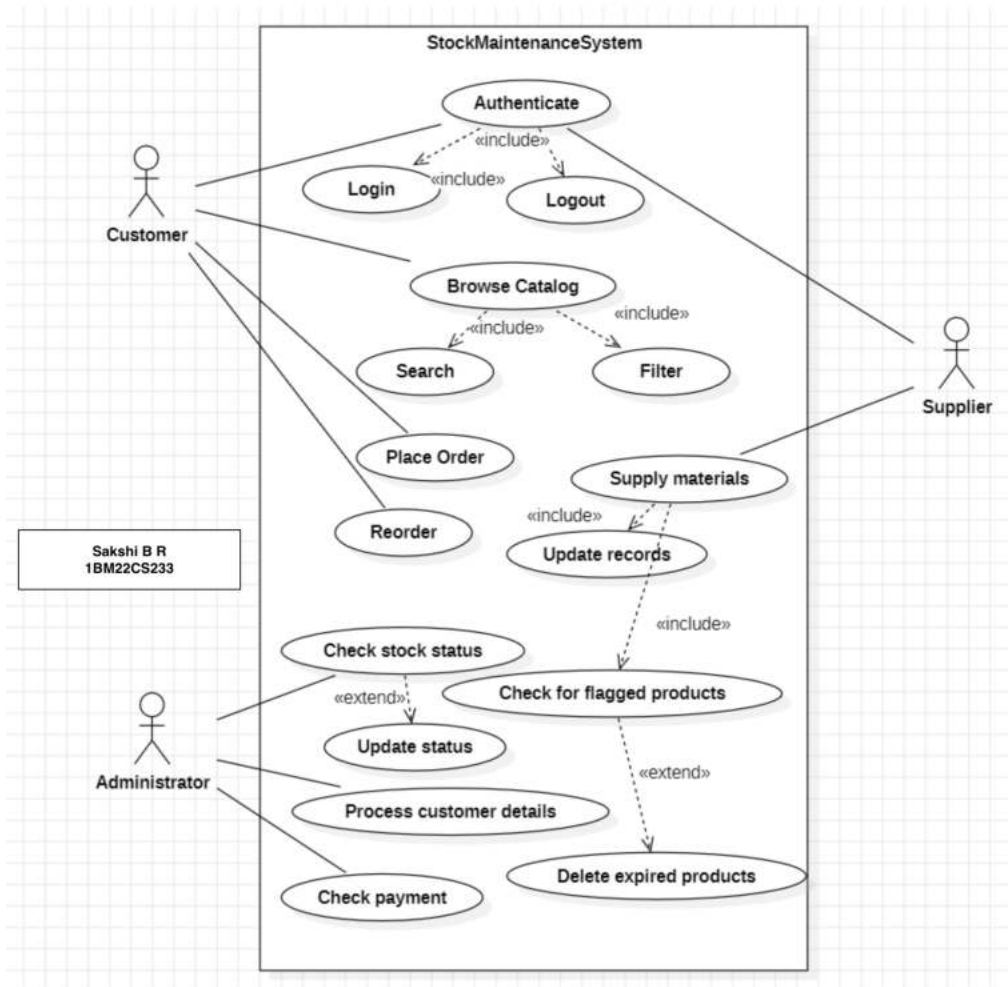 StockMaintenanceSystem
Authenticate
«include»
Login
«include»
Logout
Customer
Browse Catalog
«include»
«include»
Search
Filter
Supplier
Place Order
Supply materials
Reorder
«include»
Update records
Sakshi B R
1BM22CS233
«include»
Check stock status
Check for flagged products
«extend»
Update status
Administrator
«extend»
Process customer details
Delete expired products
Check payment